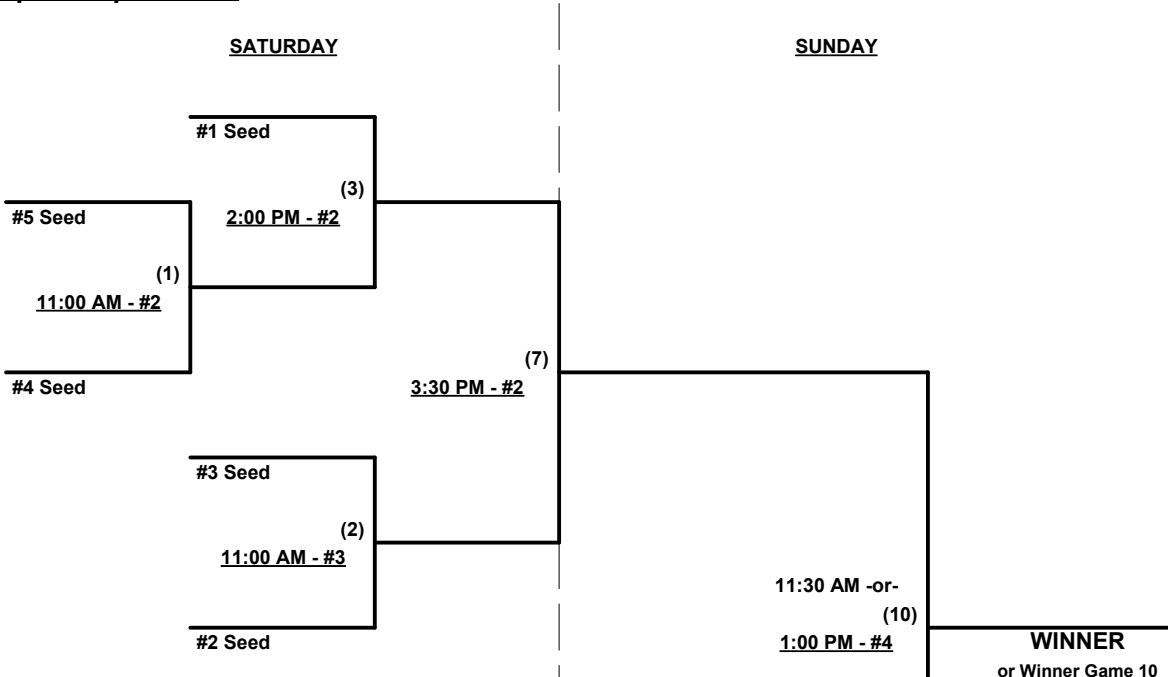 SATURDAY
SUNDAY
#1 Seed
(3)
#5 Seed
2:00 PM - #2
(1)
11:00 AM - #2
(7)
#4 Seed
3:30 PM - #2
#3 Seed
(2)
11:00 AM - #3
11:30 AM -or-
(10)
#2 Seed
1:00 PM - #4
WINNER
or Winner Game 10